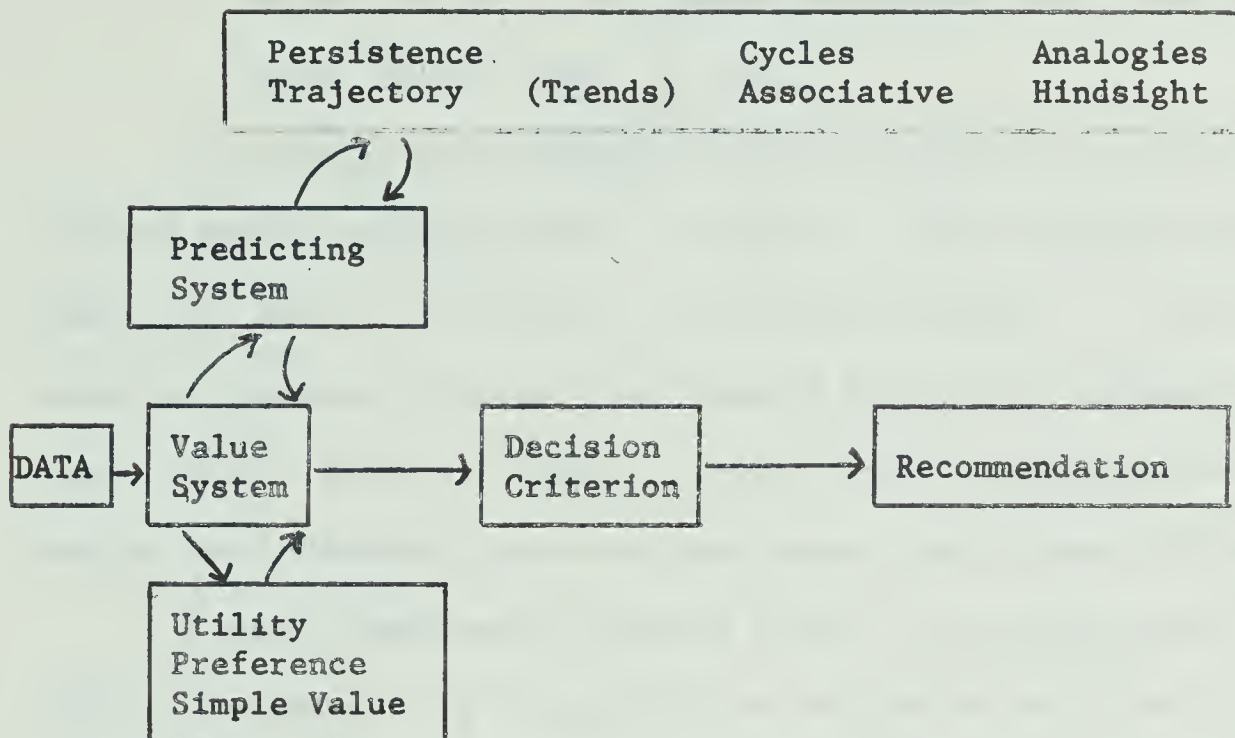 Persistence Cycles Analogies
Trajectory (Trends) Associative Hindsight
Predicting
System
DATA
Value
System
Decision
Criterion
Recommendation
Utility
Preference
Simple Value